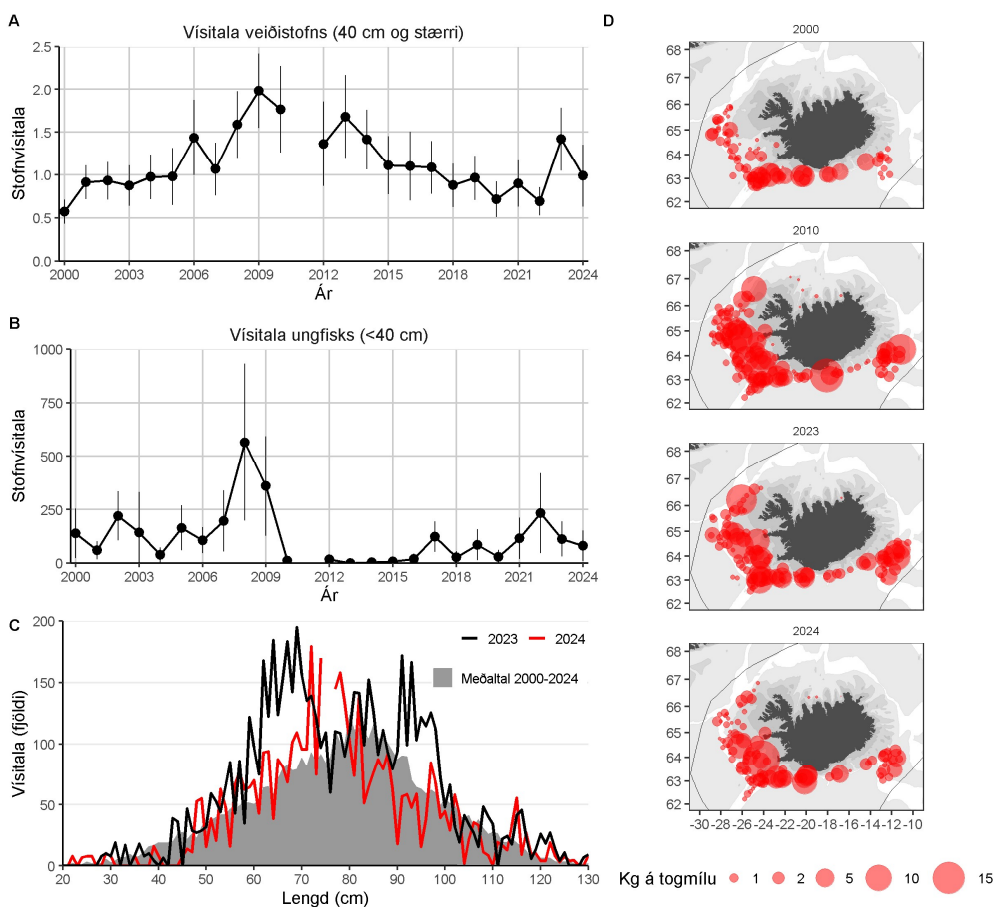 A
Vísitala veiðistofns (40 cm og stærri)
Stofnvísitala
2.5
2.0
1.5
1.0
0.5
0.0
2000 2003 2006 2009 2012 2015 2018 2021 2024
Ár
B
Vísitala ungfisks (<40 cm)
Stofnvísitala
1000
750
500
250
0
2000 2003 2006 2009 2012 2015 2018 2021 2024
Ár
C
Vísitala (fjöldi)
200
150
100
50
0
2023 2024
Meðaltal 2000-2024
20 30 40 50 60 70 80 90 100 110 120 130
Lengd (cm)
D
2000
68
67
66
65
64
63
62
2010
68
67
66
65
64
63
62
2023
68
67
66
65
64
63
62
2024
68
67
66
65
64
63
62
-30 -28 -26 -24 -22 -20 -18 -16 -14 -12 -10
Kg á togmílu 1 2 5 10 15